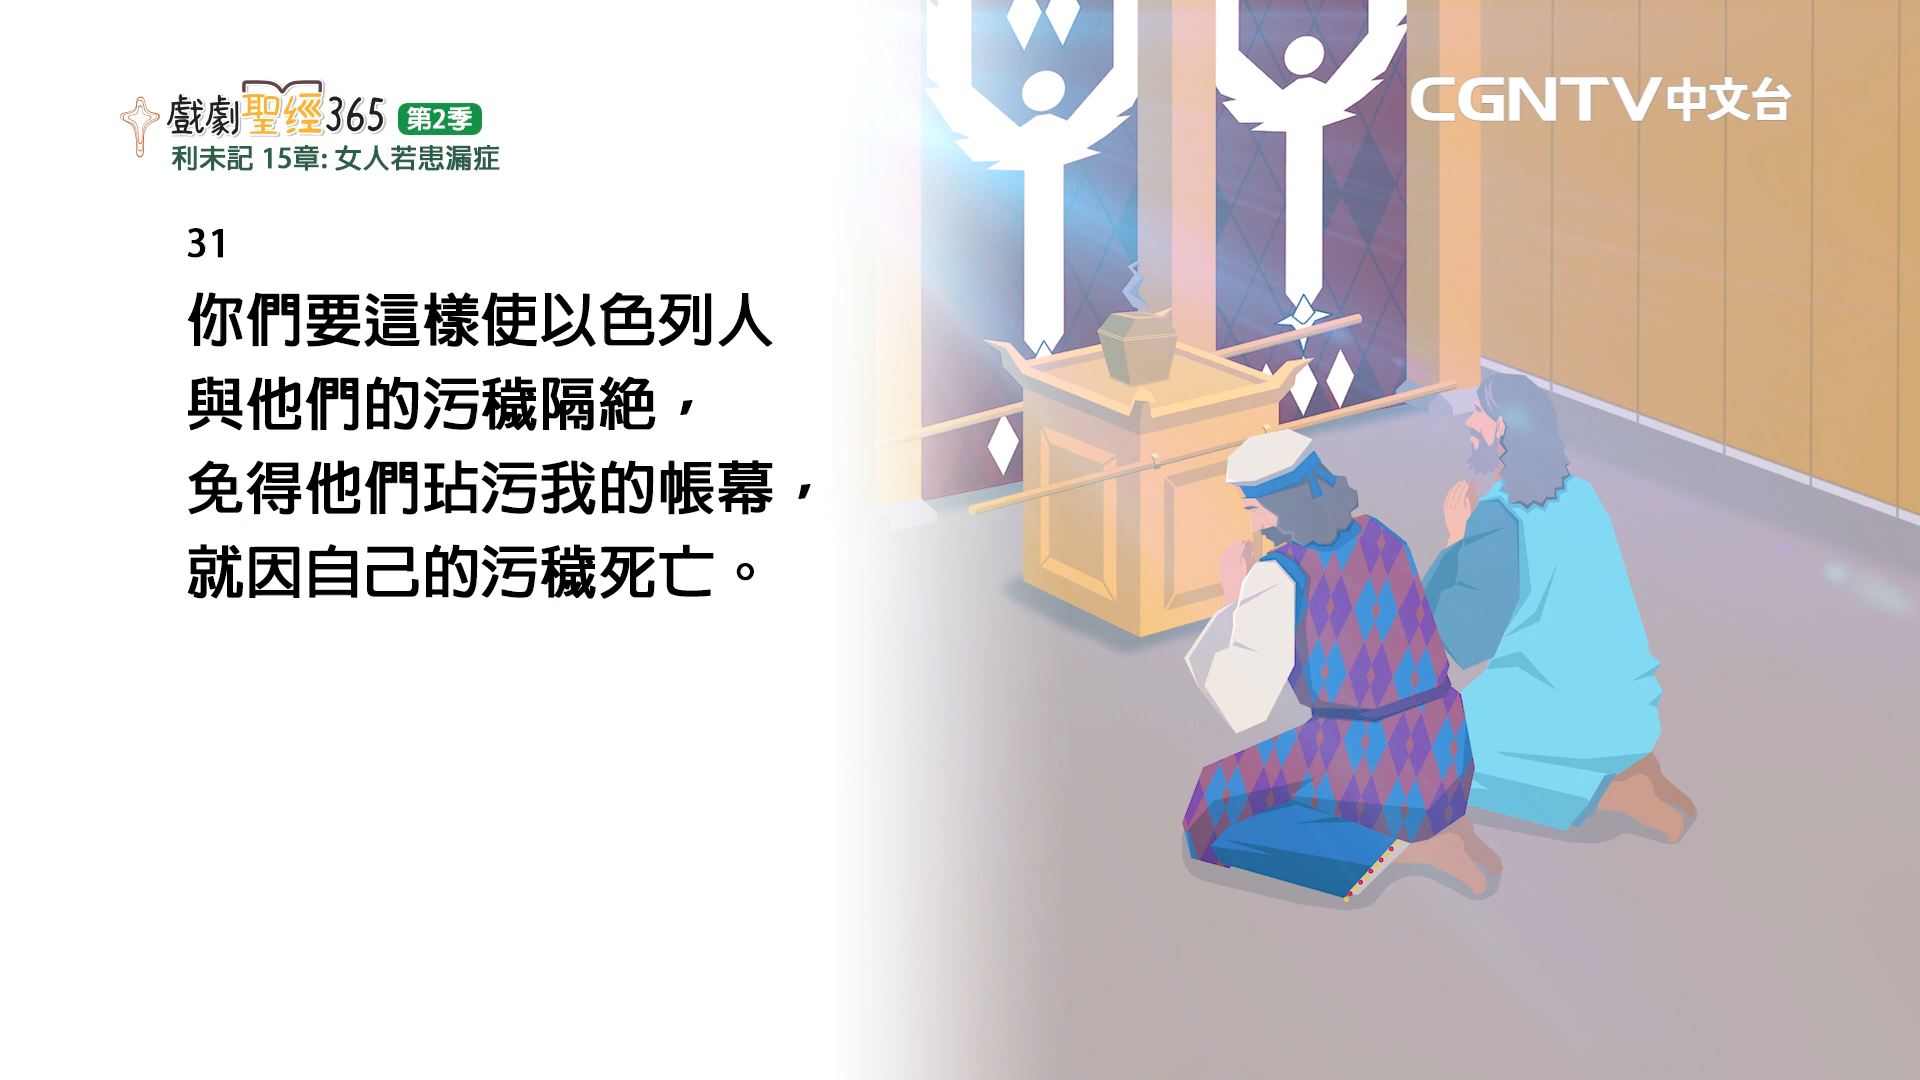 戲劇聖經365 第2季
CGNTV中文台
利未記 15章: 女人若患漏症
31
你們要這樣使以色列人
與他們的污穢隔絶，
免得他們玷污我的帳幕，
就因自己的污穢死亡。